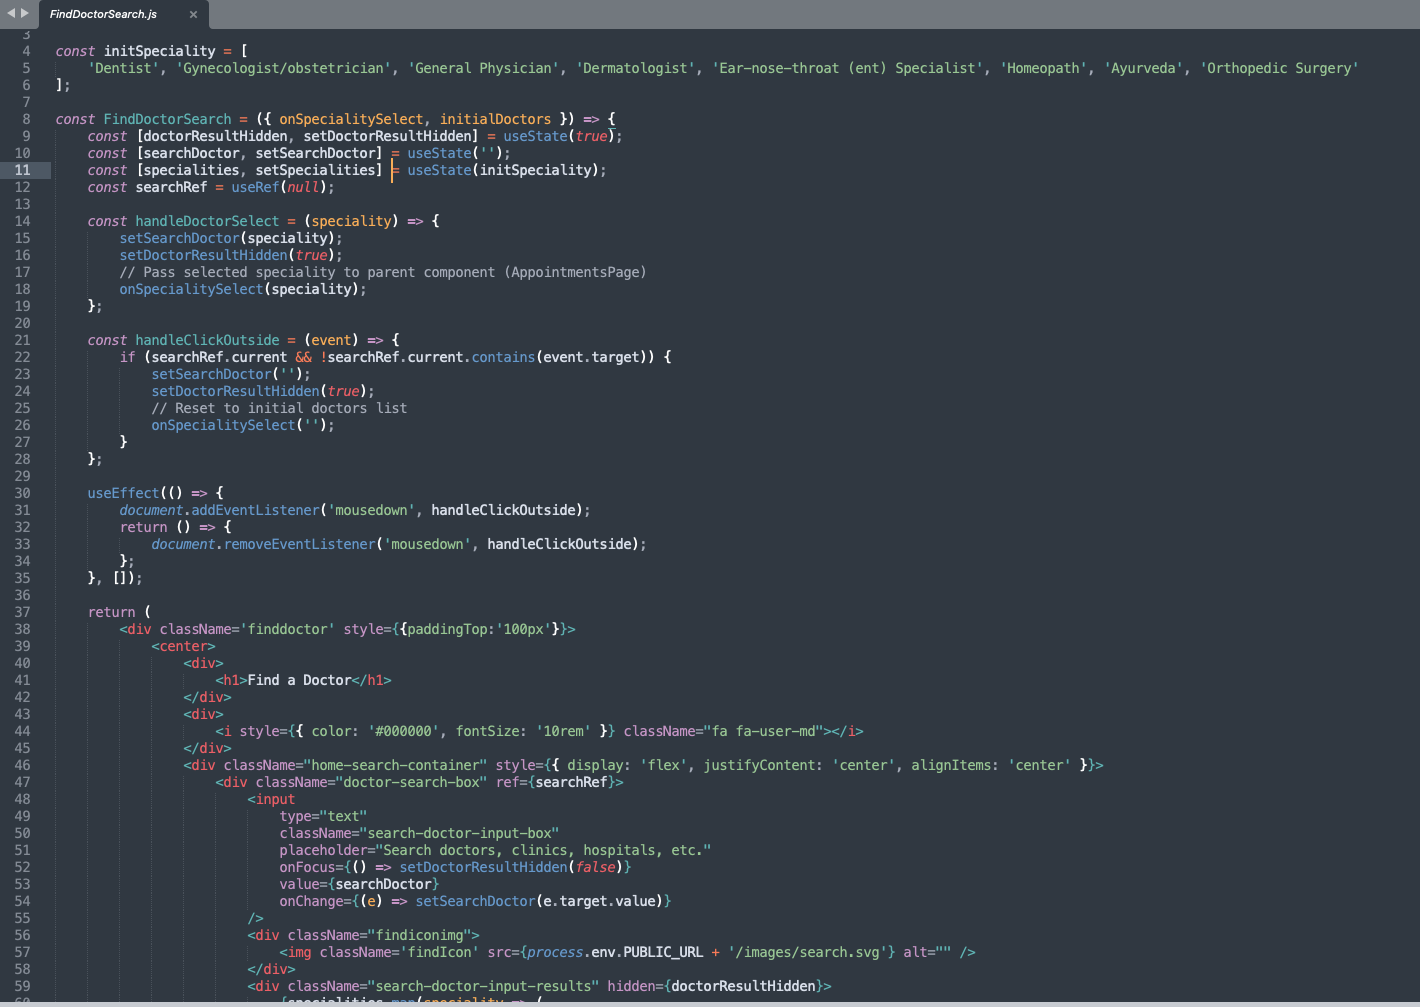 FindDoctorSearch.js ×
3
4 const initSpeciality = [
5 'Dentist', 'Gynecologist/obstetrician', 'General Physician', 'Dermatologist', 'Ear-nose-throat (ent) Specialist', 'Homeopath', 'Ayurveda', 'Orthopedic Surgery'
6 ];
7
8 const FindDoctorSearch = ({ onSpecialitySelect, initialDoctors }) => {
9 const [doctorResultHidden, setDoctorResultHidden] = useState(true);
10 const [searchDoctor, setSearchDoctor] = useState('');
11 const [specialities, setSpecialities] = useState(initSpeciality);
12 const searchRef = useRef(null);
13
14 const handleDoctorSelect = (speciality) => {
15 setSearchDoctor(speciality);
16 setDoctorResultHidden(true);
17 // Pass selected speciality to parent component (AppointmentsPage)
18 onSpecialitySelect(speciality);
19 };
20
21 const handleClickOutside = (event) => {
22 if (searchRef.current && !searchRef.current.contains(event.target)) {
23 setSearchDoctor('');
24 setDoctorResultHidden(true);
25 // Reset to initial doctors list
26 onSpecialitySelect('');
27 }
28 };
29
30 useEffect(() => {
31 document.addEventListener('mousedown', handleClickOutside);
32 return () => {
33 document.removeEventListener('mousedown', handleClickOutside);
34 };
35 }, []);
36
37 return (
38 <div className='finddoctor' style={{paddingTop:'100px'}}>
39 <center>
40 <div>
41 <h1>Find a Doctor</h1>
42 </div>
43 <div>
44 <i style={{ color: '#000000', fontSize: '10rem' }} className="fa fa-user-md"></i>
45 </div>
46 <div className="home-search-container" style={{ display: 'flex', justifyContent: 'center', alignItems: 'center' }}>
47 <div className="doctor-search-box" ref={searchRef}>
48 <input
49 type="text"
50 className="search-doctor-input-box"
51 placeholder="Search doctors, clinics, hospitals, etc."
52 onFocus={() => setDoctorResultHidden(false)}
53 value={searchDoctor}
54 onChange={(e) => setSearchDoctor(e.target.value)}
55 />
56 <div className="findiconimg">
57 <img className='findIcon' src={process.env.PUBLIC_URL + '/images/search.svg'} alt="" />
58 </div>
59 <div className="search-doctor-input-results" hidden={doctorResultHidden}>
60 {specialities.map(speciality => (